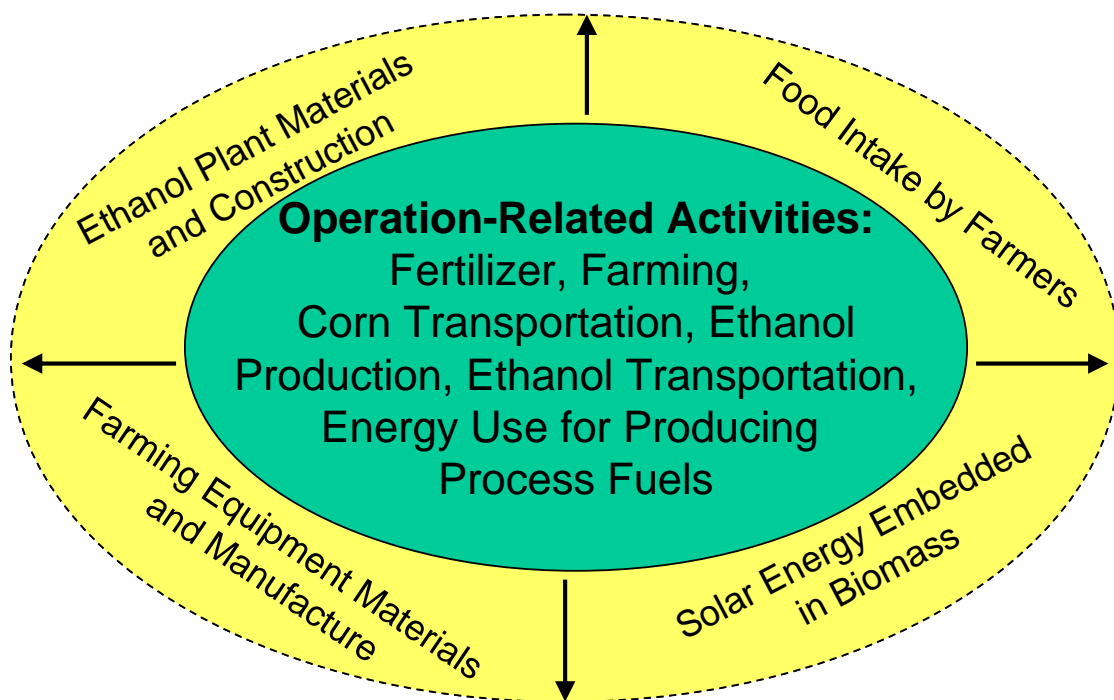 Ethanol Plant Materials
and Construction
Food Intake by Farmers
Operation-Related Activities:
Fertilizer, Farming,
Corn Transportation, Ethanol
Production, Ethanol Transportation,
Energy Use for Producing
Process Fuels
Farming Equipment Materials
and Manufacture
Solar Energy Embedded
in Biomass